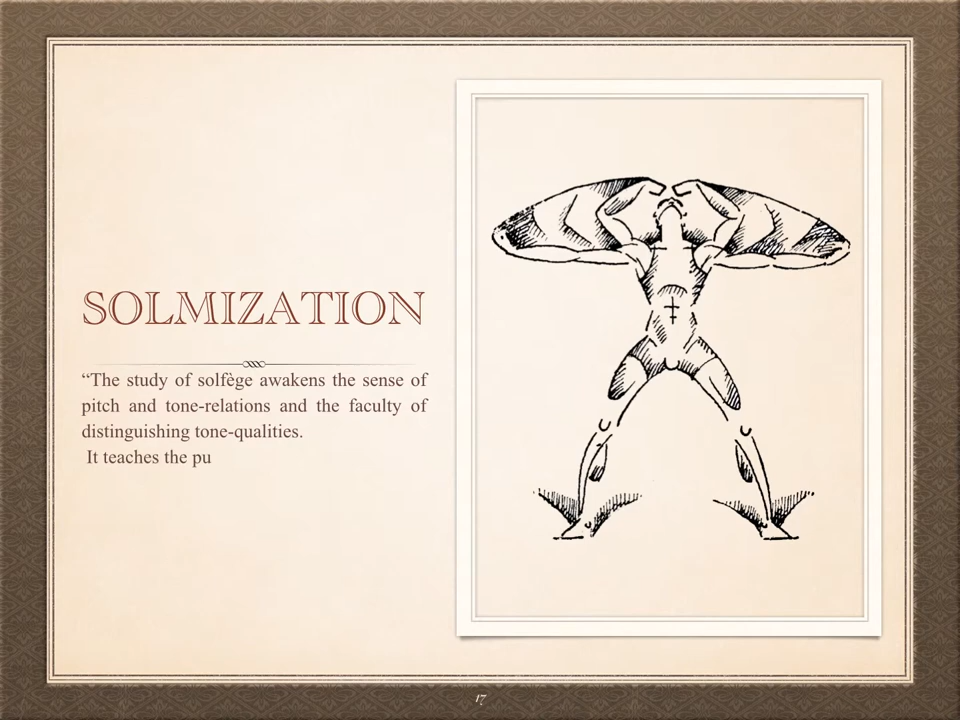 SOLMIZATION
“The study of solfège awakens the sense of
pitch and tone-relations and the faculty of
distinguishing tone-qualities.
It teaches the pu
17